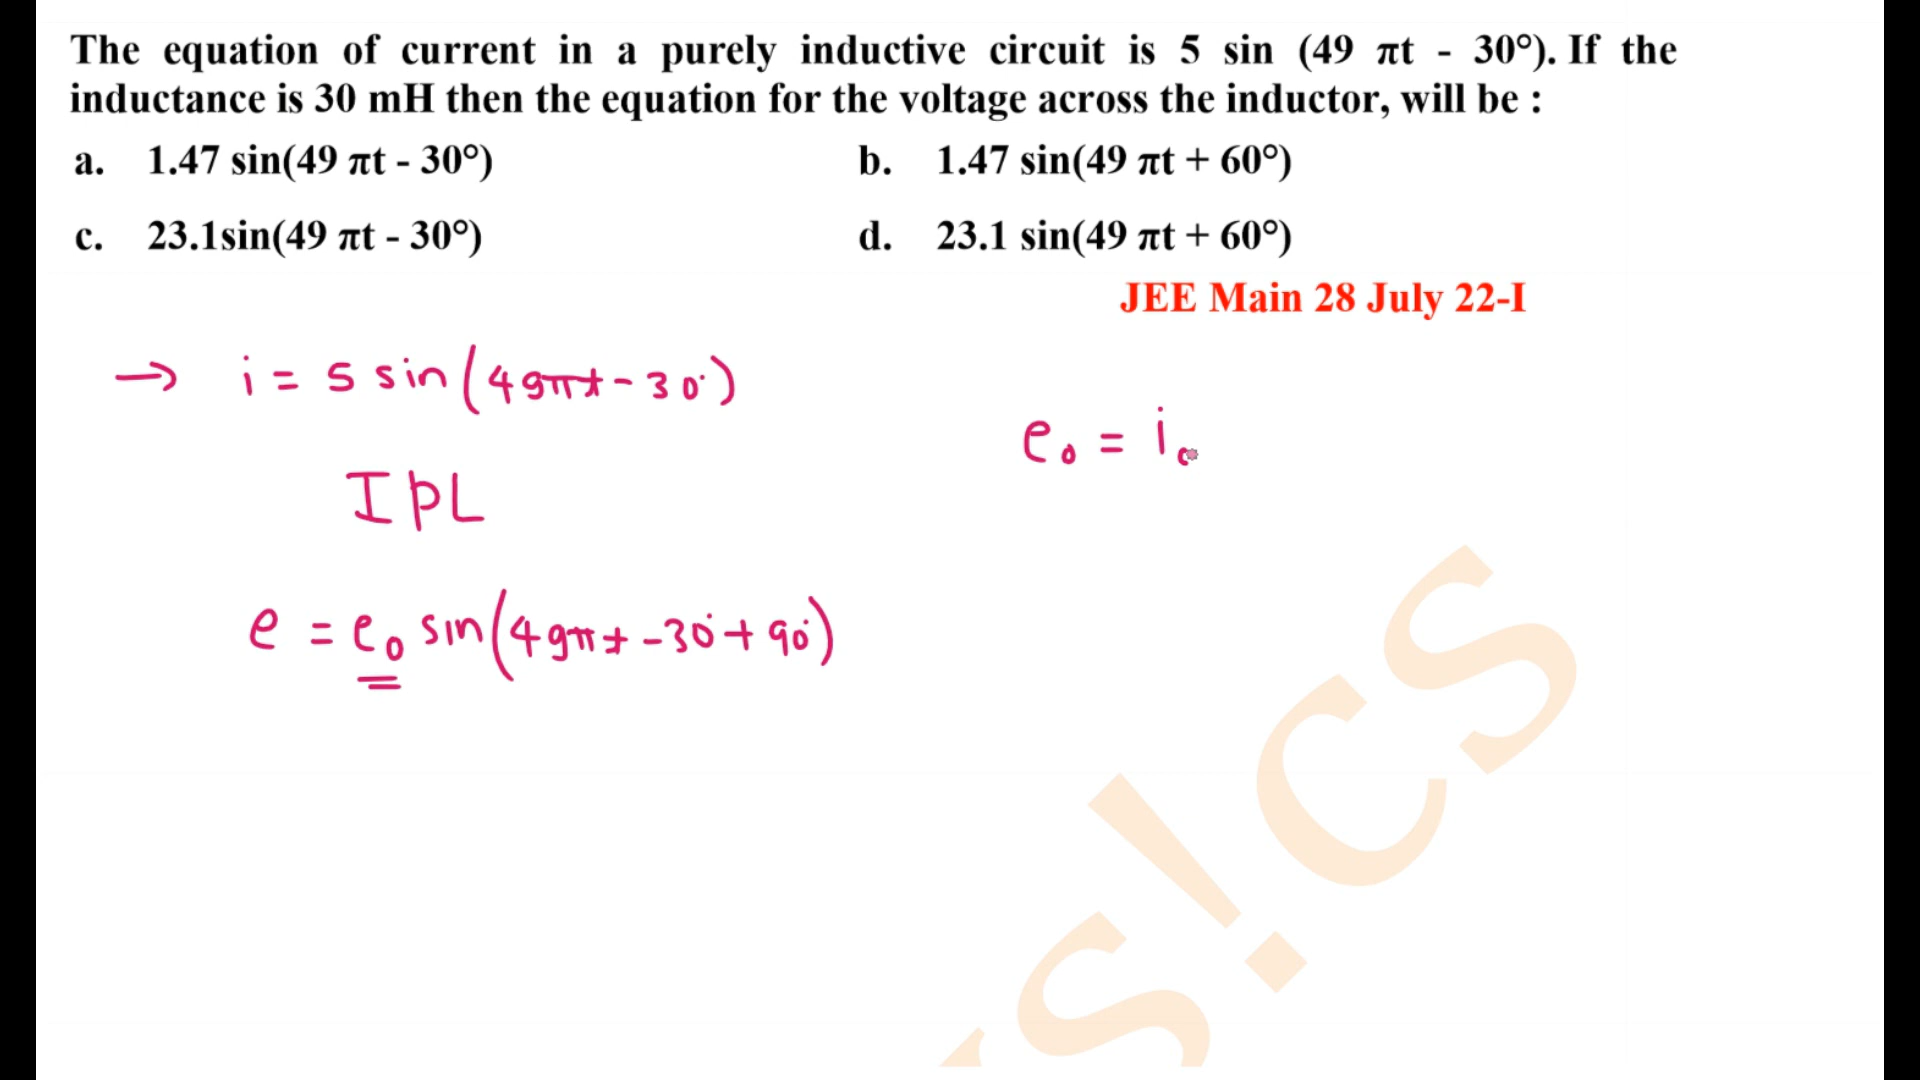 The equation of current in a purely inductive circuit is 5 sin (49 πt - 30°). If the
inductance is 30 mH then the equation for the voltage across the inductor, will be :
a. 1.47 sin(49 πt - 30°) b. 1.47 sin(49 πt + 60°)
c. 23.1sin(49 πt - 30°) d. 23.1 sin(49 πt + 60°)
JEE Main 28 July 22-I
→ i = 5 sin(49πt - 30°)
e₀ = i₀
IPL
e = e₀ sin(49πt - 30° + 90°)
s!cs